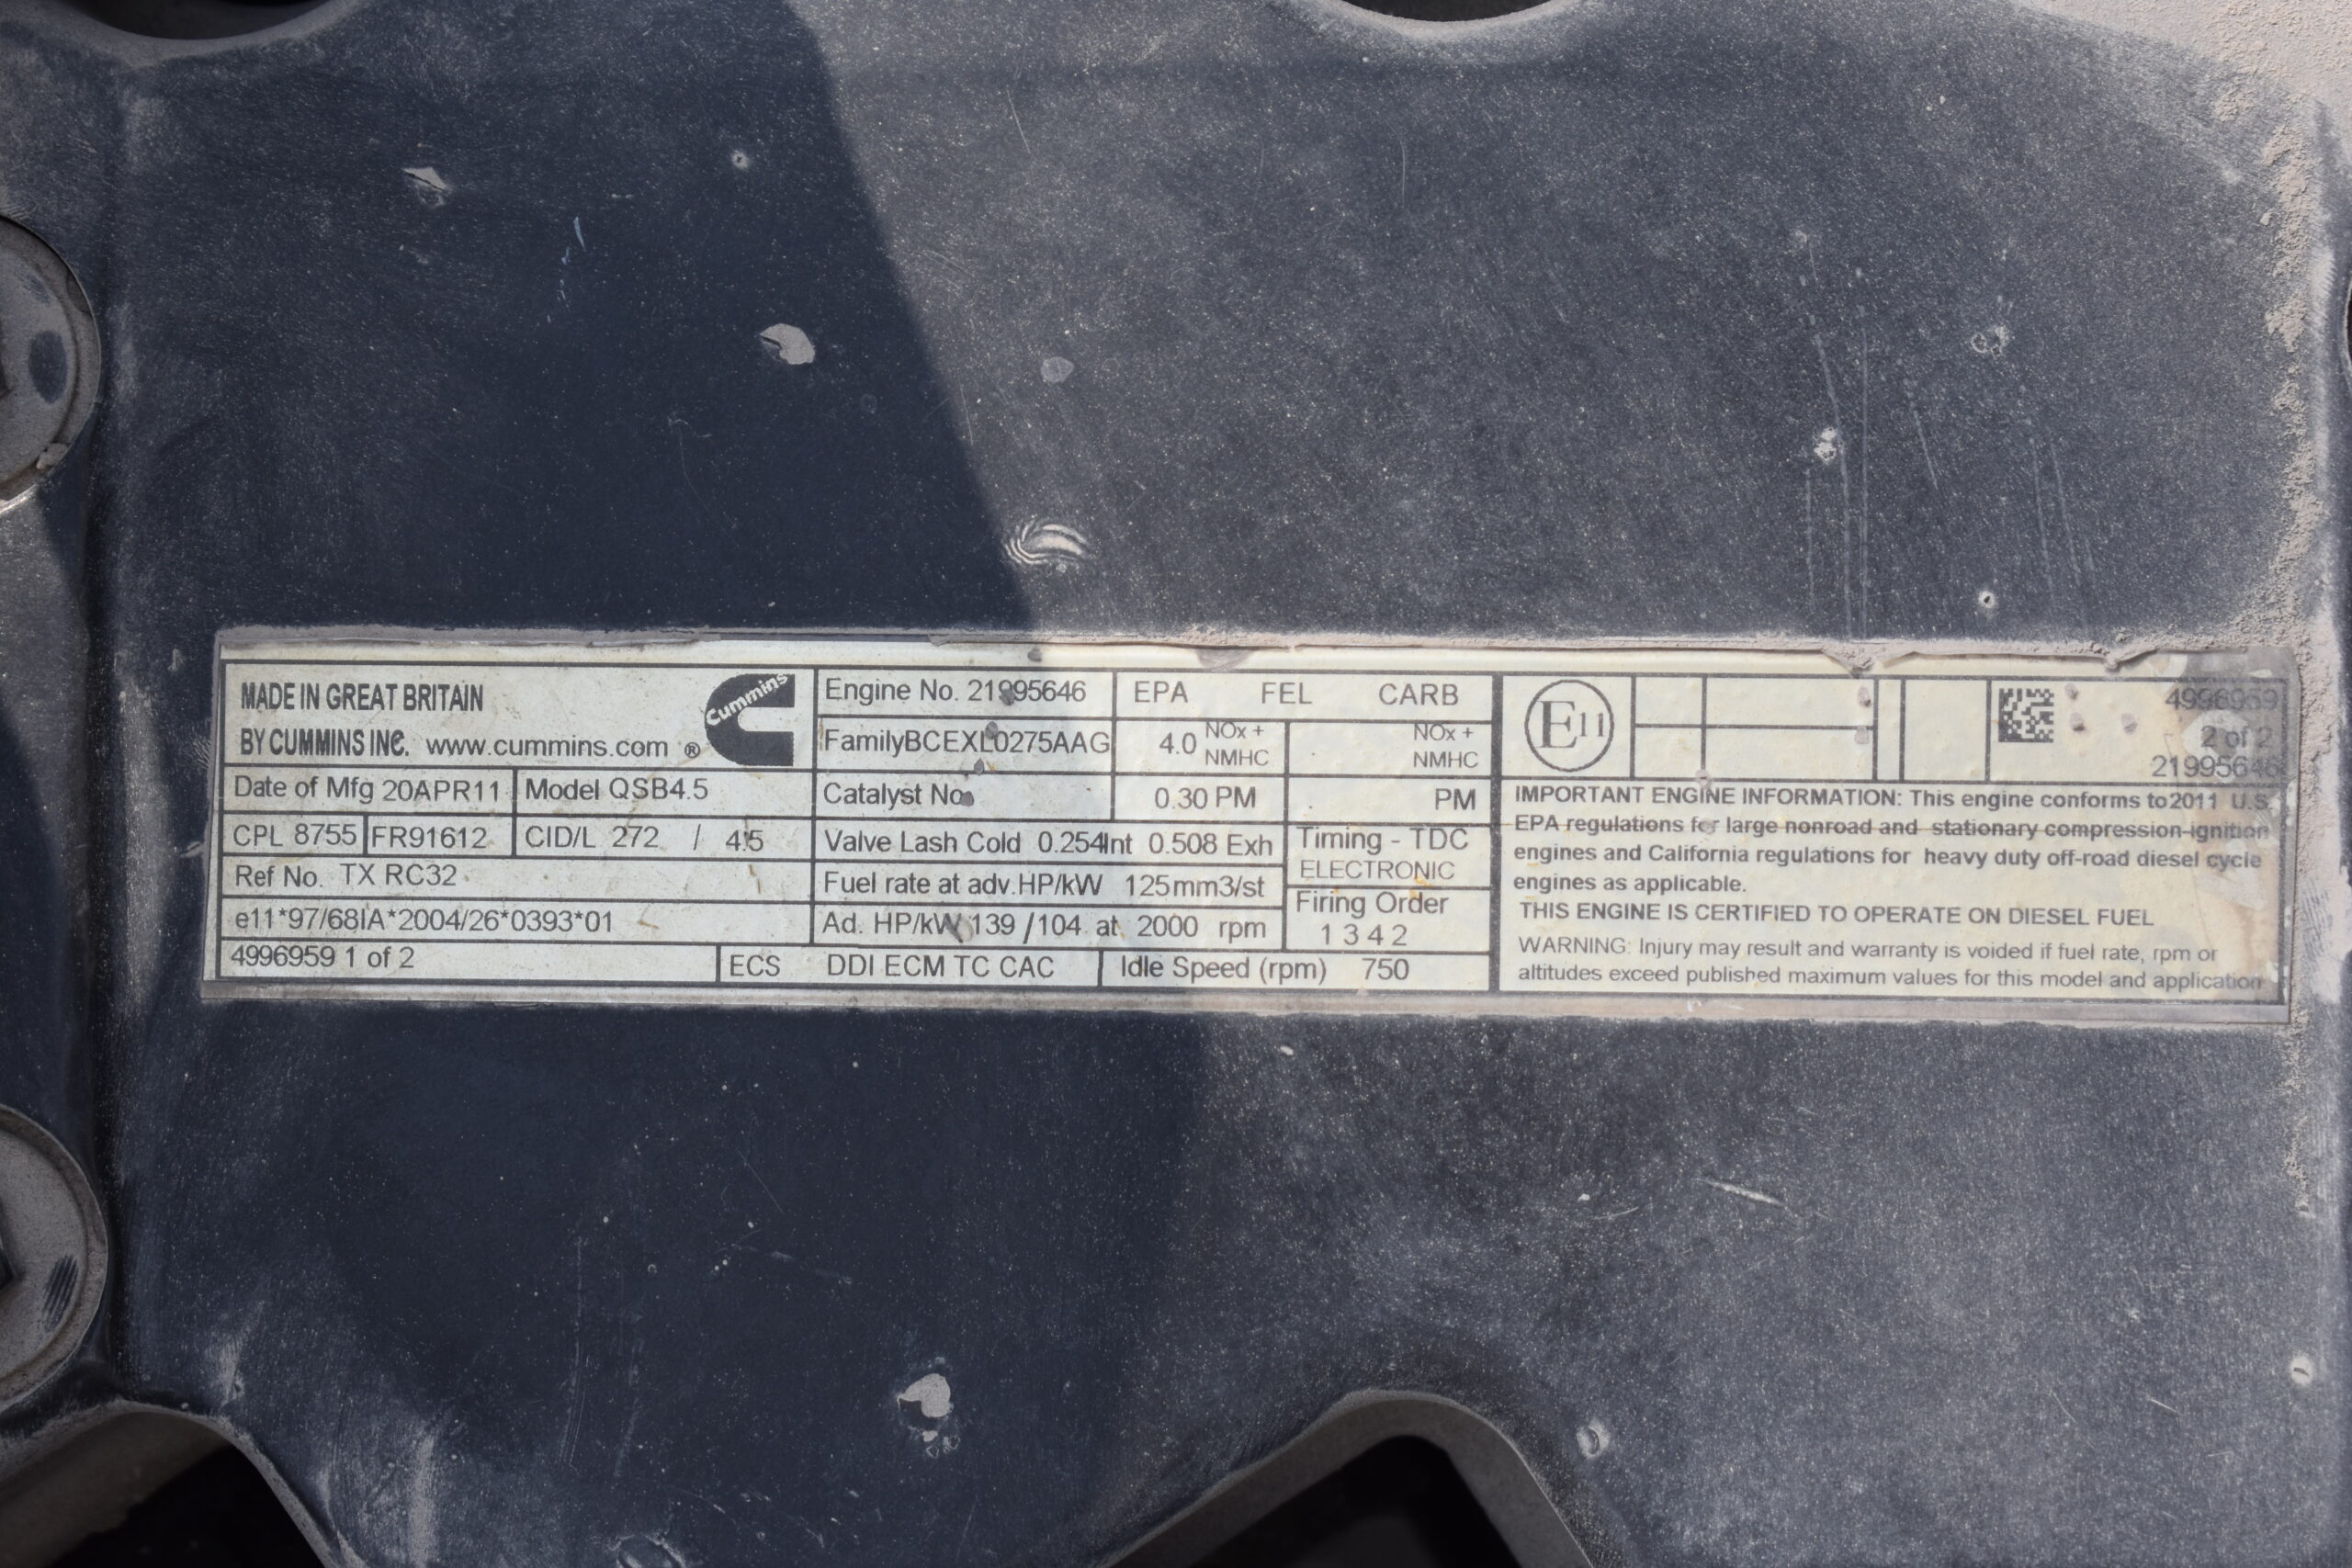 MADE IN GREAT BRITAIN
BY CUMMINS INC. www.cummins.com ®
Cummins
Date of Mfg 20APR11 Model QSB4.5
CPL 8755 FR91612 CID/L 272 / 4.5
Ref No. TX RC32
e11*97/68IA*2004/26*0393*01
4996959 1 of 2
Engine No. 21995646
FamilyBCEXL0275AAG
Catalyst No.
Valve Lash Cold 0.254Int 0.508 Exh
Fuel rate at adv.HP/kW 125mm3/st
Ad. HP/kW 139 /104 at 2000 rpm
ECS DDI ECM TC CAC
Idle Speed (rpm) 750
EPA FEL CARB
4.0 NOx + NMHC NOx + NMHC
0.30 PM PM
Timing - TDC
ELECTRONIC
Firing Order
1 3 4 2
E11
4996959
2 of 2
21995646
IMPORTANT ENGINE INFORMATION: This engine conforms to 2011 U.S.
EPA regulations for large nonroad and stationary compression-ignition
engines and California regulations for heavy duty off-road diesel cycle
engines as applicable.
THIS ENGINE IS CERTIFIED TO OPERATE ON DIESEL FUEL
WARNING: Injury may result and warranty is voided if fuel rate, rpm or
altitudes exceed published maximum values for this model and application